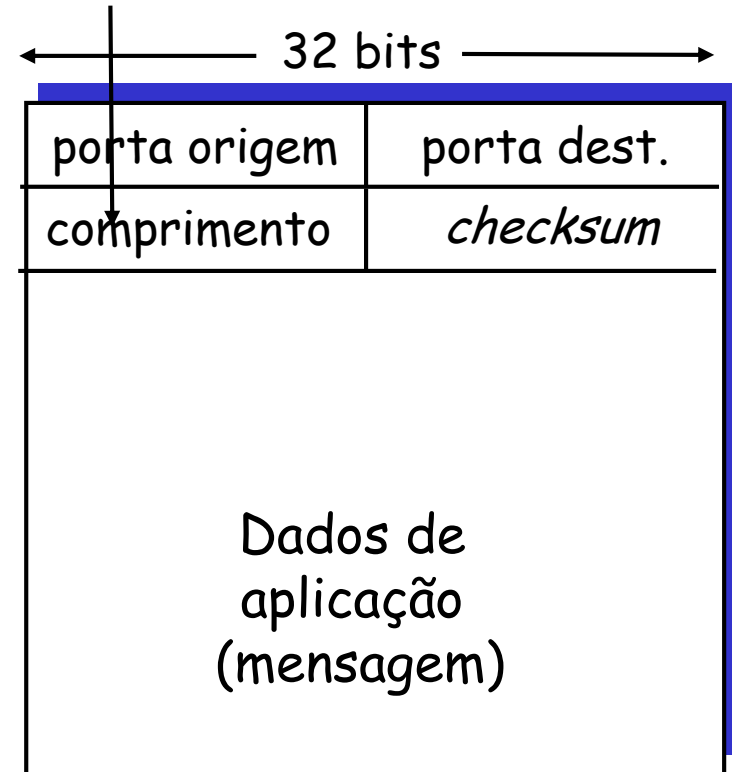 32 bits
porta origem
porta dest.
comprimento
checksum
Dados de
aplicação
(mensagem)